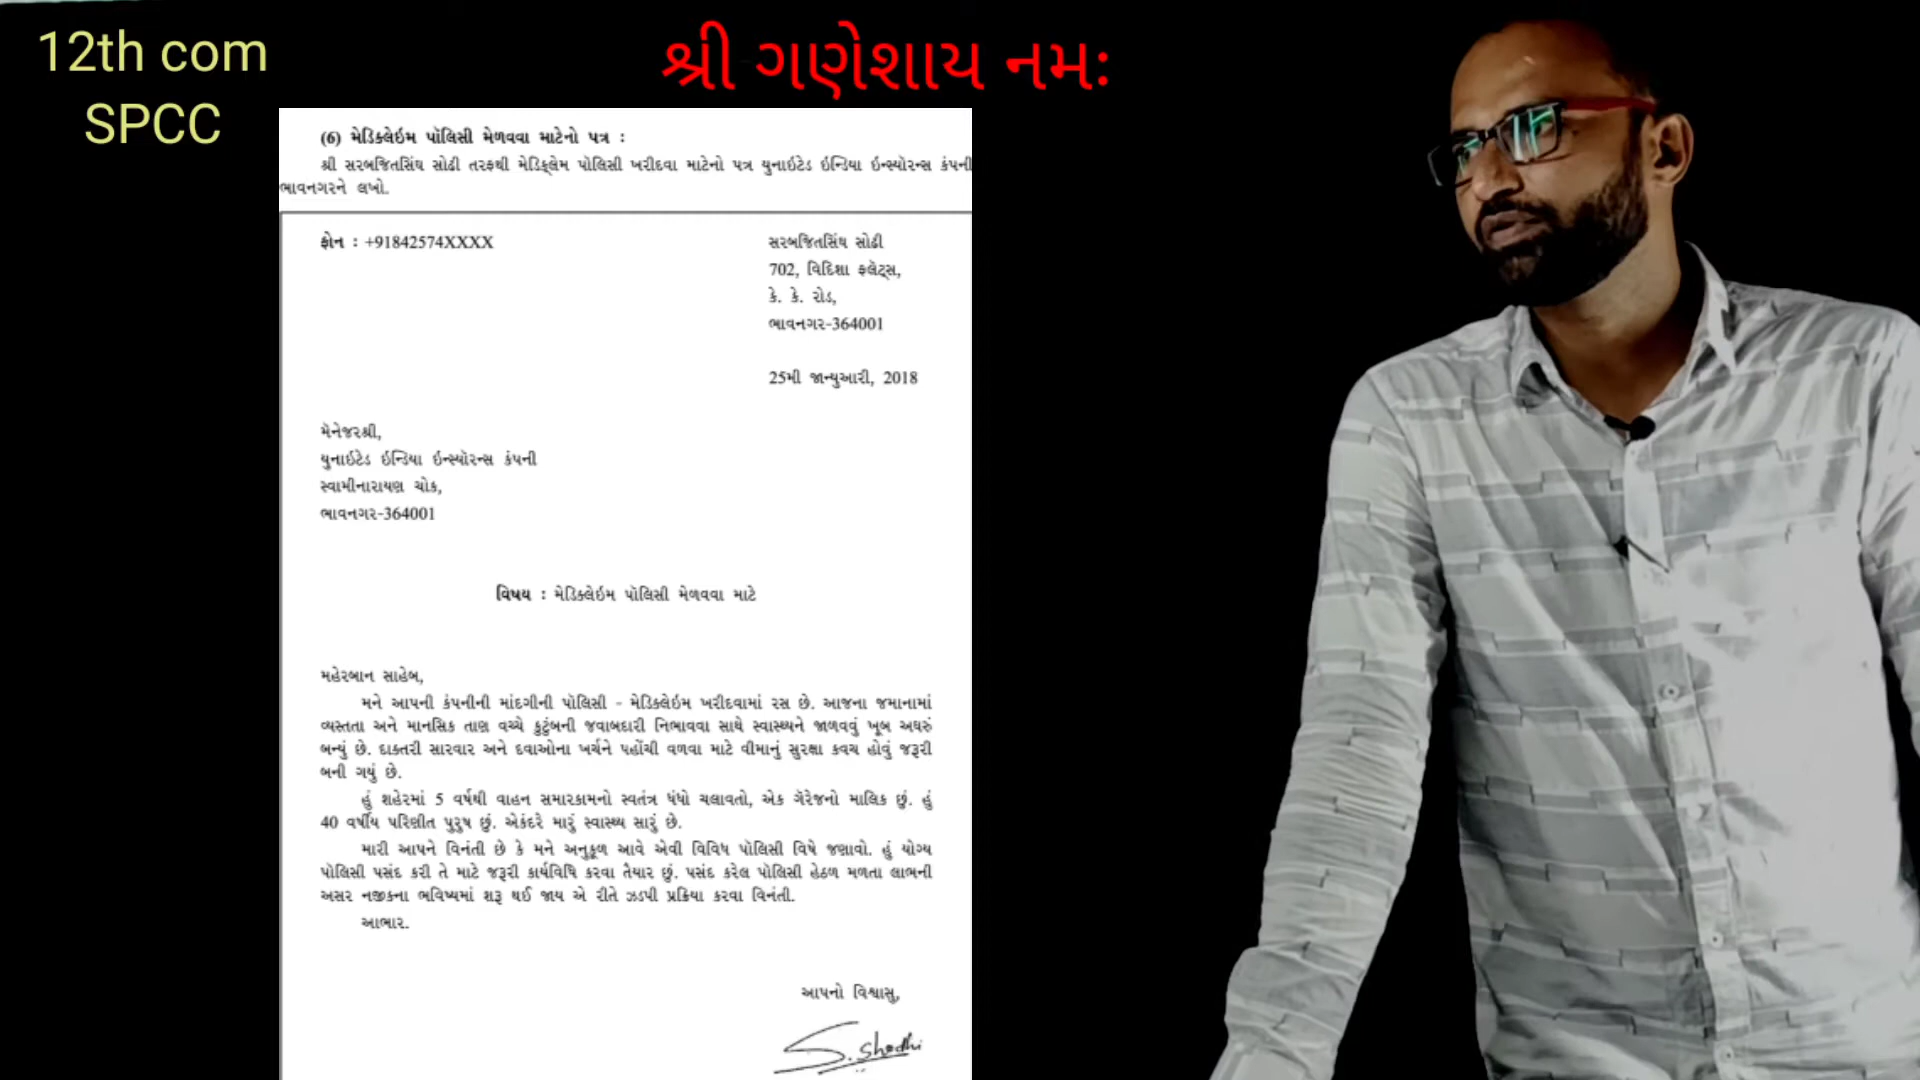 12th com
SPCC
શ્રી ગણેશાય નમઃ
(6) મેડિક્લેઇમ પૉલિસી મેળવવા માટેનો પત્ર :
શ્રી સરબજિતસિંઘ સોઢી તરફથી મેડિક્લેમ પૉલિસી ખરીદવા માટેનો પત્ર યુનાઇટેડ ઇન્ડિયા ઇન્સ્યૉરન્સ કંપની
ભાવનગરને લખો.
ફોન : +91842574XXXX
સરબજિતસિંઘ સોઢી
702, વિદિશા ફ્લૅટ્સ,
કે. કે. રોડ,
ભાવનગર-364001
25મી જાન્યુઆરી, 2018
મૅનેજરશ્રી,
યુનાઇટેડ ઇન્ડિયા ઇન્સ્યૉરન્સ કંપની
સ્વામીનારાયણ ચોક,
ભાવનગર-364001
વિષય : મેડિક્લેઇમ પૉલિસી મેળવવા માટે
મહેરબાન સાહેબ,
મને આપની કંપનીની માંદગીની પૉલિસી - મેડિક્લેઇમ ખરીદવામાં રસ છે. આજના જમાનામાં
વ્યસ્તતા અને માનસિક તાણ વચ્ચે કુટુંબની જવાબદારી નિભાવવા સાથે સ્વાસ્થ્યને જાળવવું ખૂબ અઘરું
બન્યું છે. દાક્તરી સારવાર અને દવાઓના ખર્ચને પહોંચી વળવા માટે વીમાનું સુરક્ષા કવચ હોવું જરૂરી
બની ગયું છે.
હું શહેરમાં 5 વર્ષથી વાહન સમારકામનો સ્વતંત્ર ધંધો ચલાવતો, એક ગૅરેજનો માલિક છું. હું
40 વર્ષીય પરિણીત પુરુષ છું. એકંદરે મારું સ્વાસ્થ્ય સારું છે.
મારી આપને વિનંતી છે કે મને અનુકૂળ આવે એવી વિવિધ પૉલિસી વિષે જણાવો. હું યોગ્ય
પૉલિસી પસંદ કરી તે માટે જરૂરી કાર્યવિધિ કરવા તૈયાર છું. પસંદ કરેલ પૉલિસી હેઠળ મળતા લાભની
અસર નજીકના ભવિષ્યમાં શરૂ થઈ જાય એ રીતે ઝડપી પ્રક્રિયા કરવા વિનંતી.
આભાર.
આપનો વિશ્વાસુ,
S.shodhi